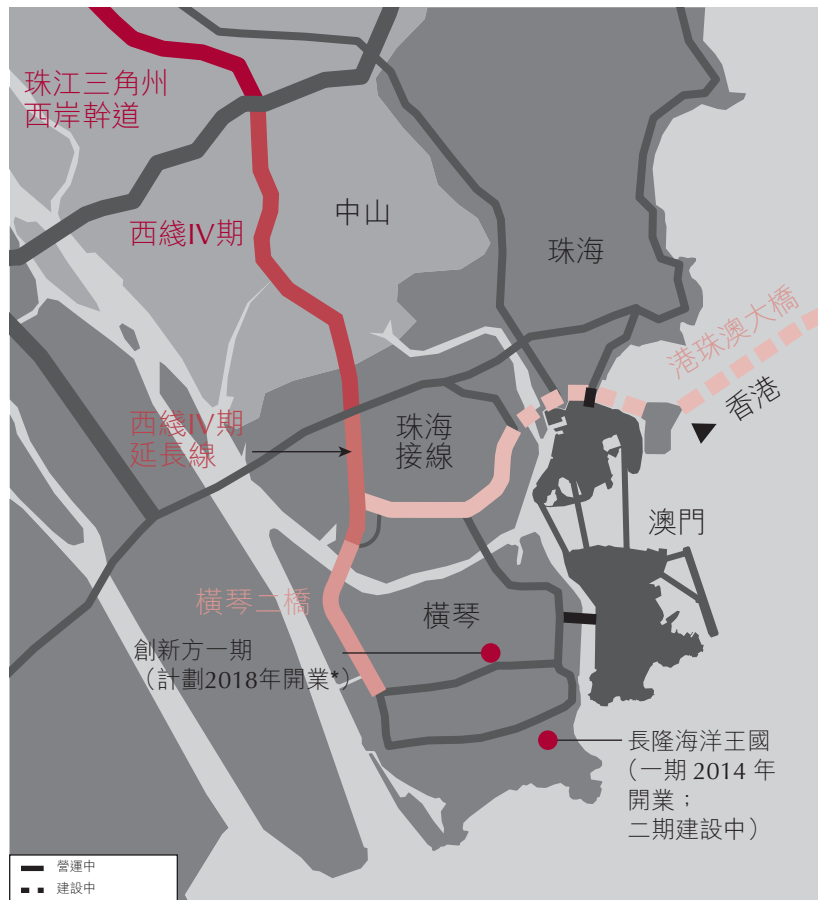 珠江三角州
西岸幹道
中山
西綫IV期
珠海
港珠澳大橋
香港
西綫IV期
延長線
珠海
接線
澳門
橫琴二橋
橫琴
創新方一期
（計劃2018年開業*）
長隆海洋王國
（一期 2014 年
開業；
二期建設中）
營運中
建設中